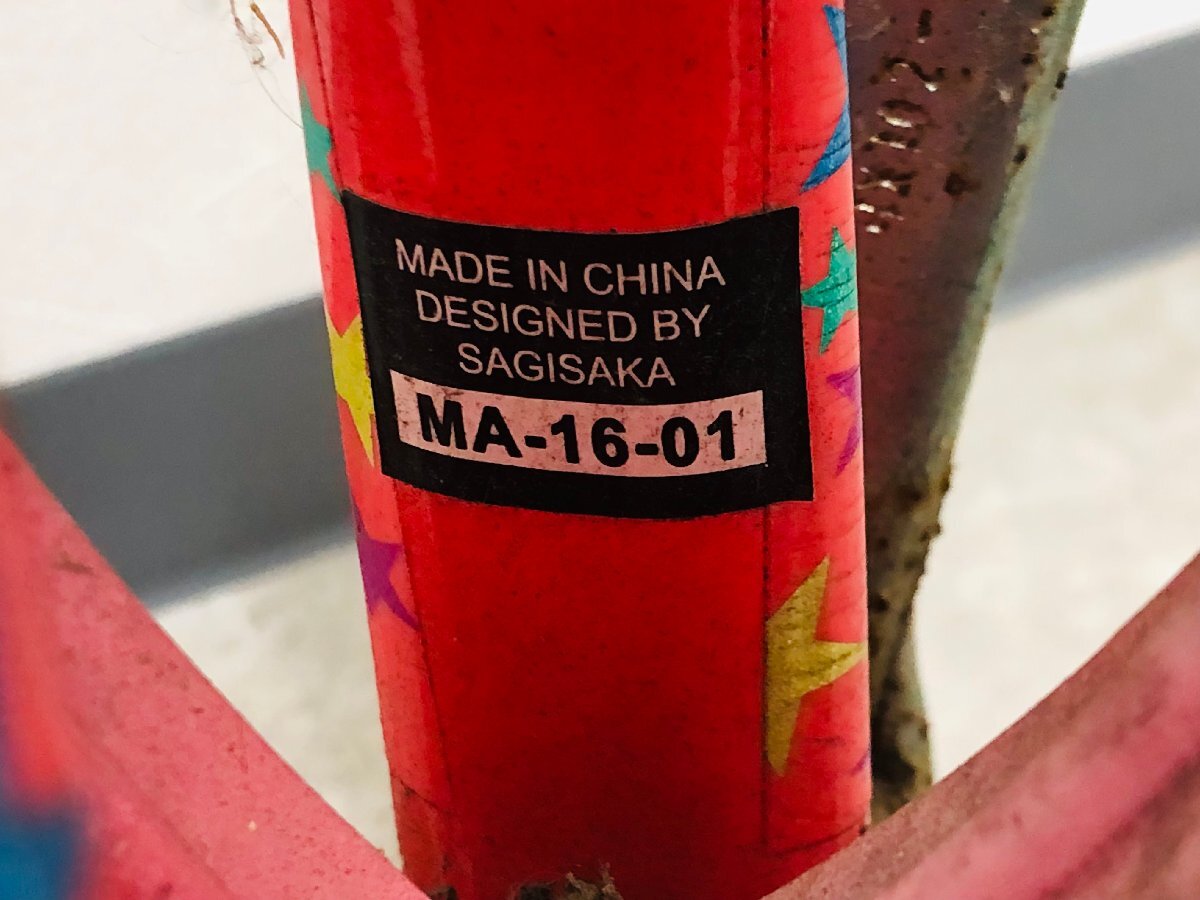 MADE IN CHINA
DESIGNED BY
SAGISAKA
MA-16-01